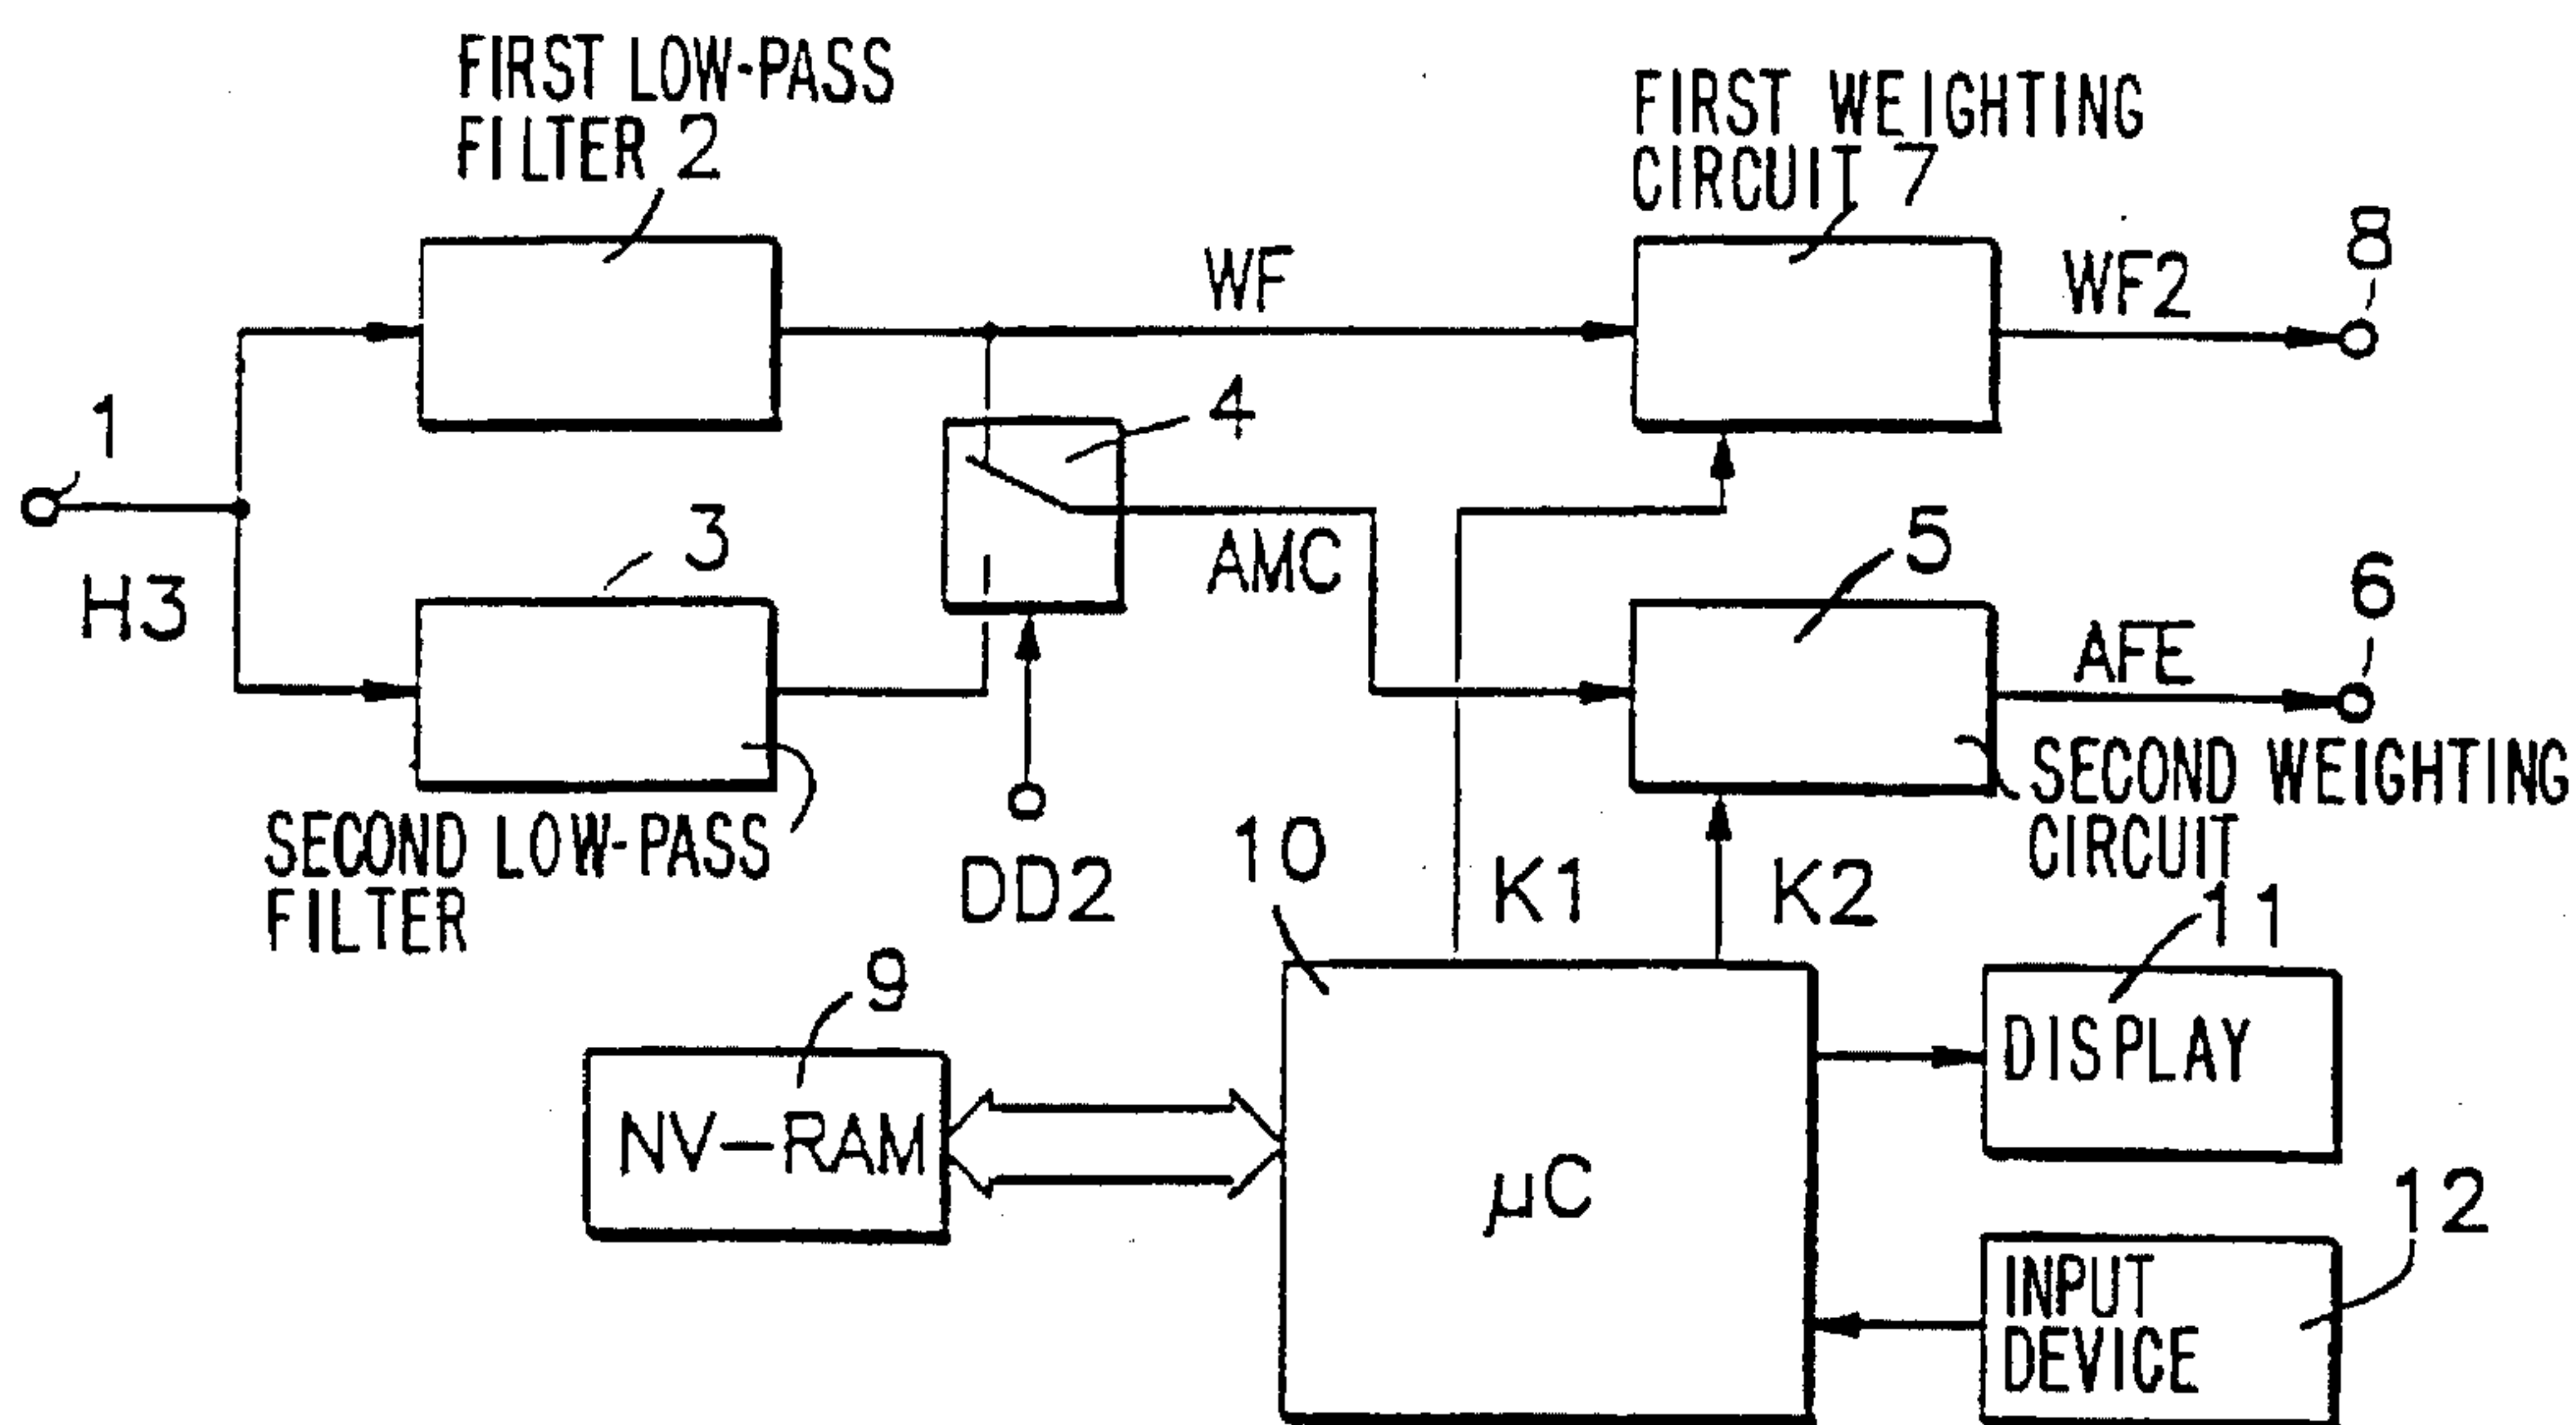 FIRST LOW-PASS
FILTER 2
FIRST WEIGHTING
CIRCUIT 7
8
WF
WF2
1
4
H3
3
AMC
5
6
AFE
SECOND LOW-PASS
FILTER
DD2
SECOND WEIGHTING
CIRCUIT
10
K1
K2
11
9
DISPLAY
NV-RAM
µC
12
INPUT
DEVICE